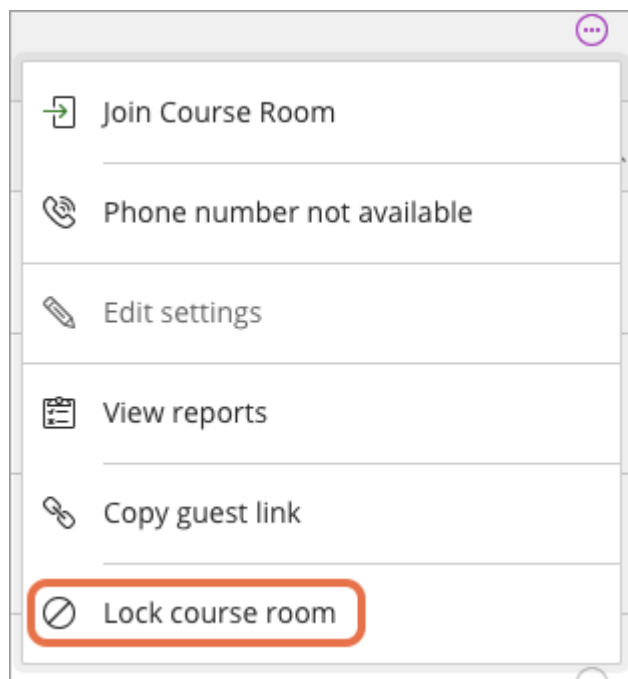 Join Course Room
Phone number not available
Edit settings
View reports
Copy guest link
Lock course room